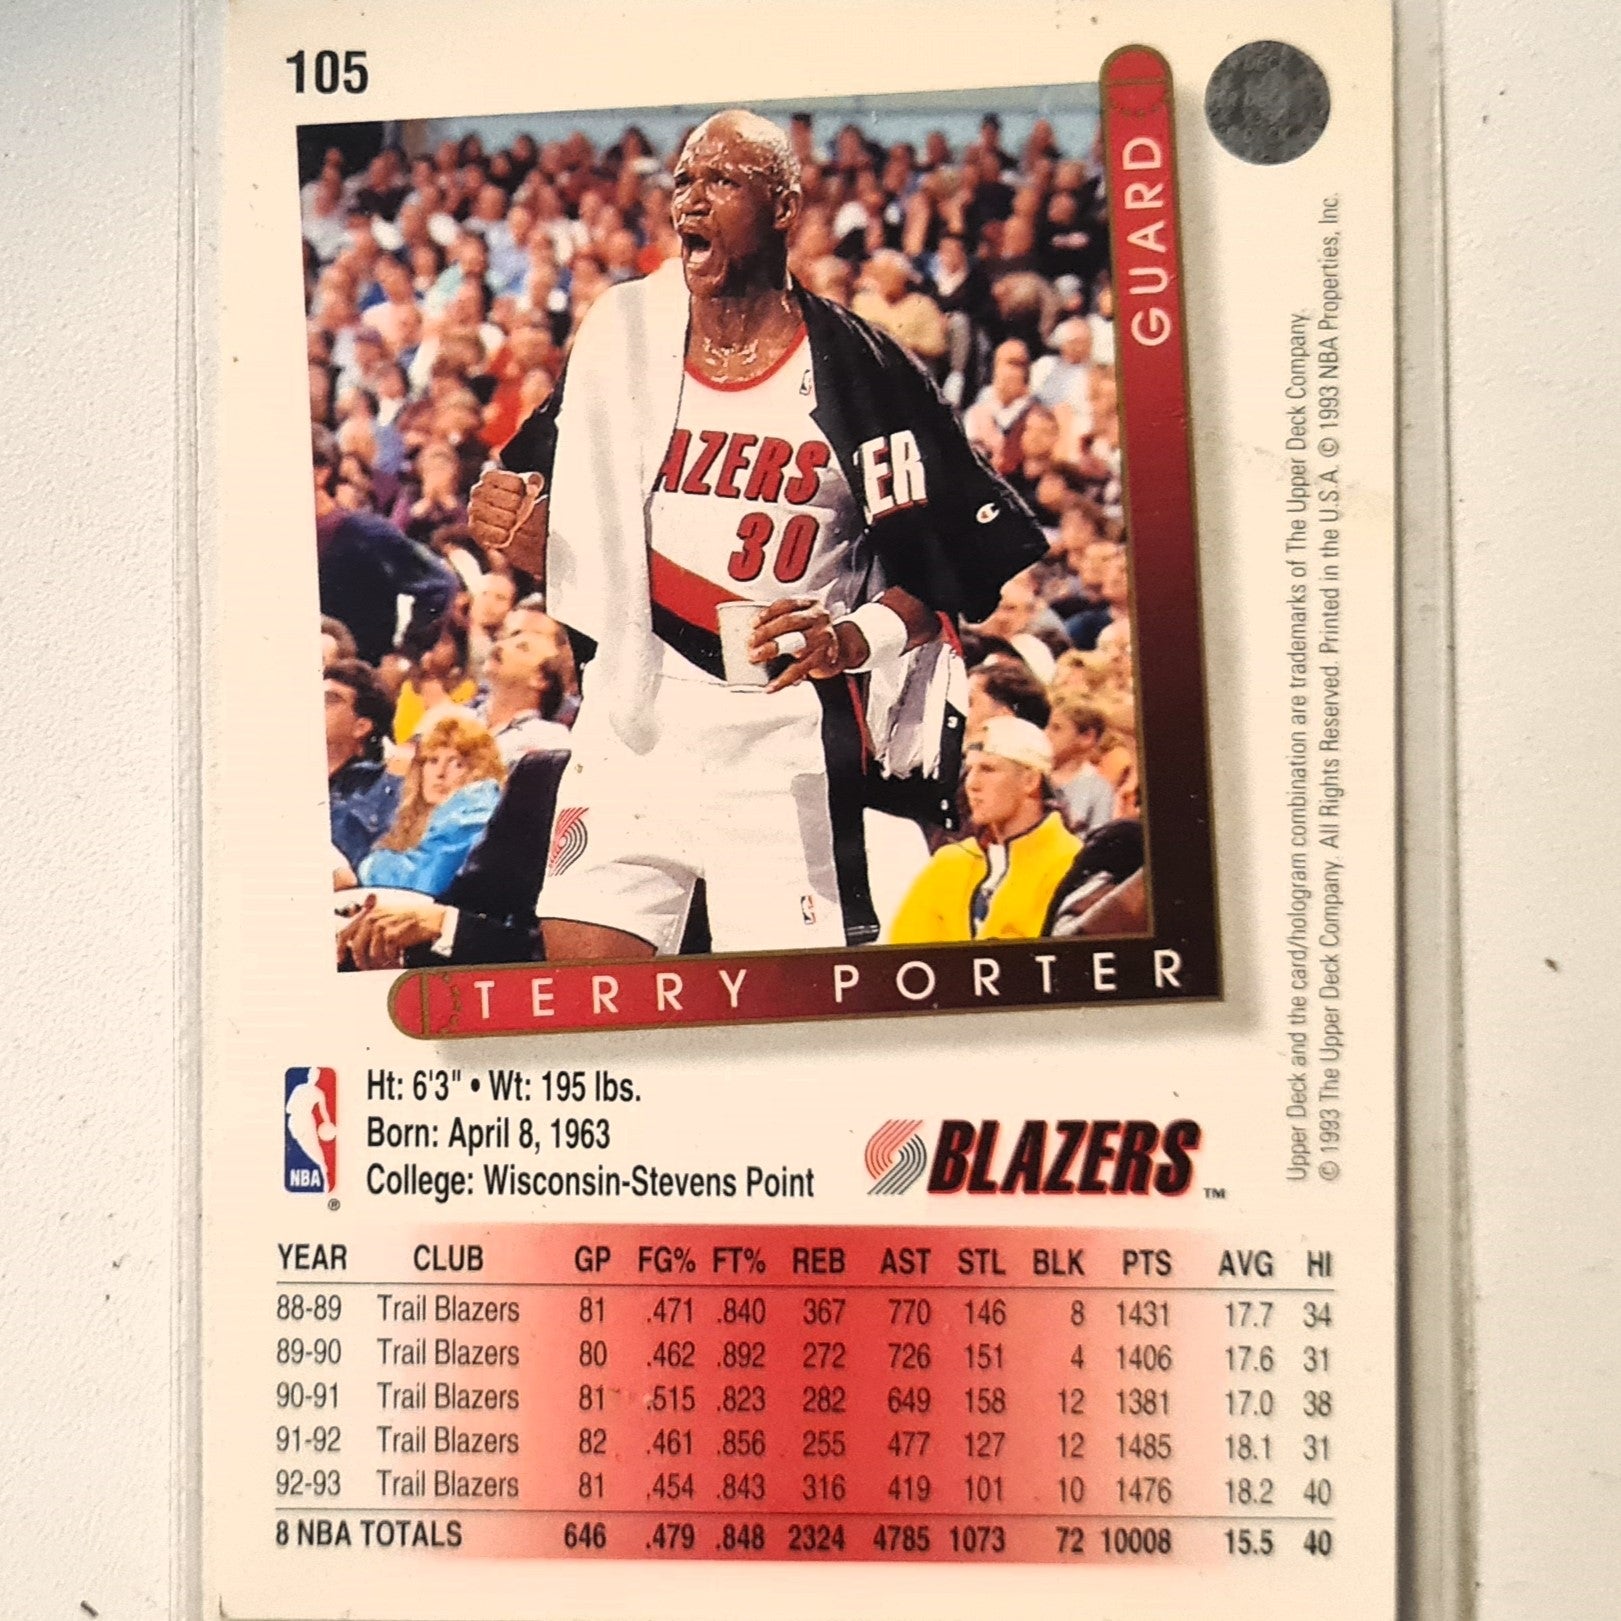 105
GUARD
AZERS
30
ER
3
TERRY PORTER
Upper Deck and the card/hologram combination are trademarks of The Upper Deck Company.
© 1993 The Upper Deck Company. All Rights Reserved. Printed in the U.S.A. © 1993 NBA Properties, Inc.
NBA
®
Ht: 6'3" • Wt: 195 lbs.
Born: April 8, 1963
College: Wisconsin-Stevens Point
BLAZERS ™
YEAR CLUB GP FG% FT% REB AST STL BLK PTS AVG HI
88-89 Trail Blazers 81 .471 .840 367 770 146 8 1431 17.7 34
89-90 Trail Blazers 80 .462 .892 272 726 151 4 1406 17.6 31
90-91 Trail Blazers 81 .515 .823 282 649 158 12 1381 17.0 38
91-92 Trail Blazers 82 .461 .856 255 477 127 12 1485 18.1 31
92-93 Trail Blazers 81 .454 .843 316 419 101 10 1476 18.2 40
8 NBA TOTALS 646 .479 .848 2324 4785 1073 72 10008 15.5 40